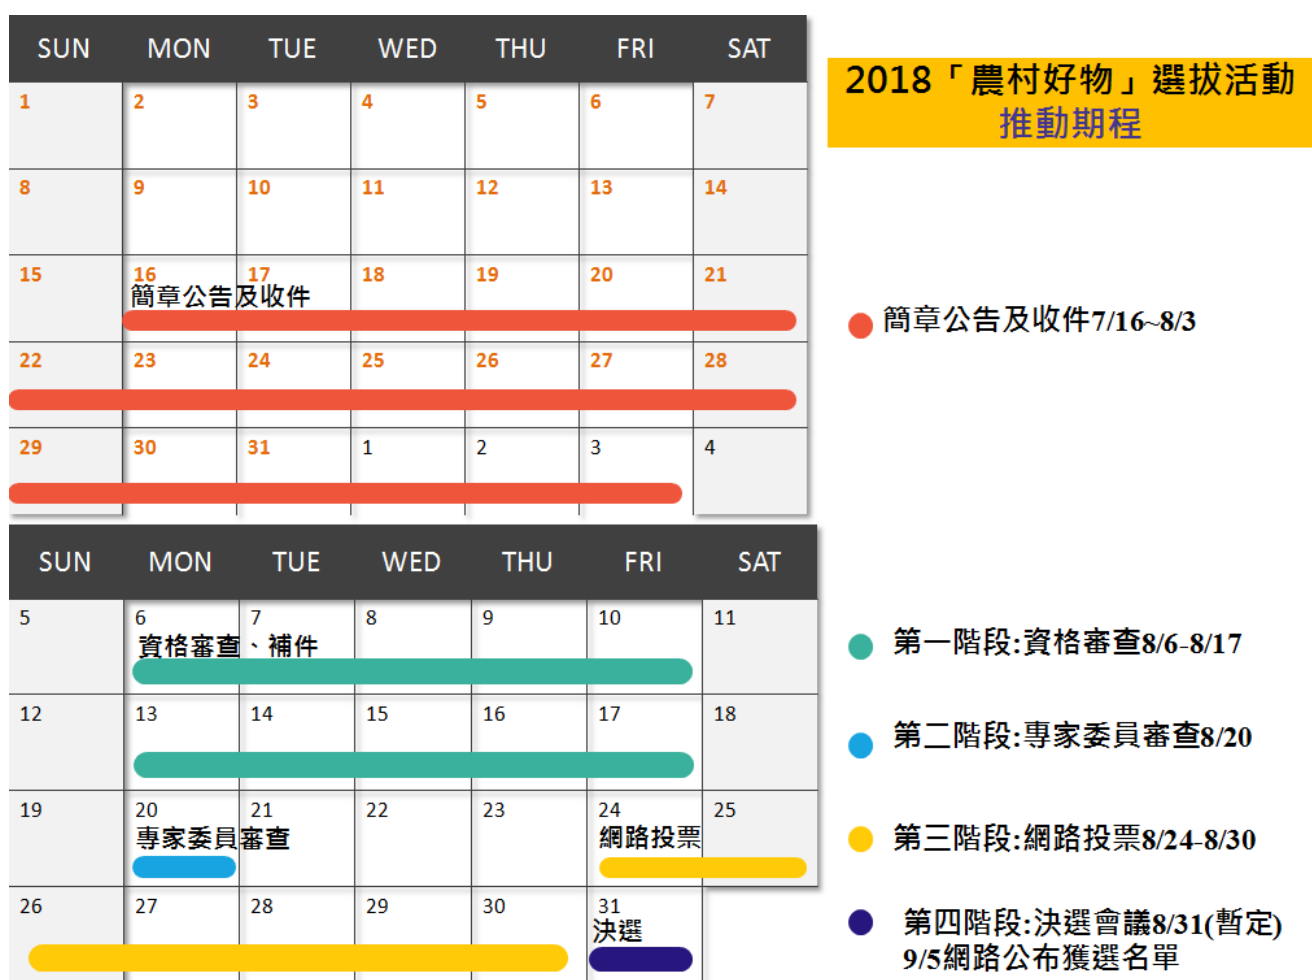 SUN MON TUE WED THU FRI SAT
2018「農村好物」選拔活動
推動期程
1 2 3 4 5 6 7
8 9 10 11 12 13 14
15 16 17 18 19 20 21
簡章公告及收件
簡章公告及收件7/16~8/3
22 23 24 25 26 27 28
29 30 31 1 2 3 4
SUN MON TUE WED THU FRI SAT
5 6 7 8 9 10 11
資格審查、補件
第一階段:資格審查8/6-8/17
12 13 14 15 16 17 18
第二階段:專家委員審查8/20
19 20 21 22 23 24 25
專家委員審查 網路投票
第三階段:網路投票8/24-8/30
26 27 28 29 30 31
決選
第四階段:決選會議8/31(暫定)
9/5網路公布獲選名單